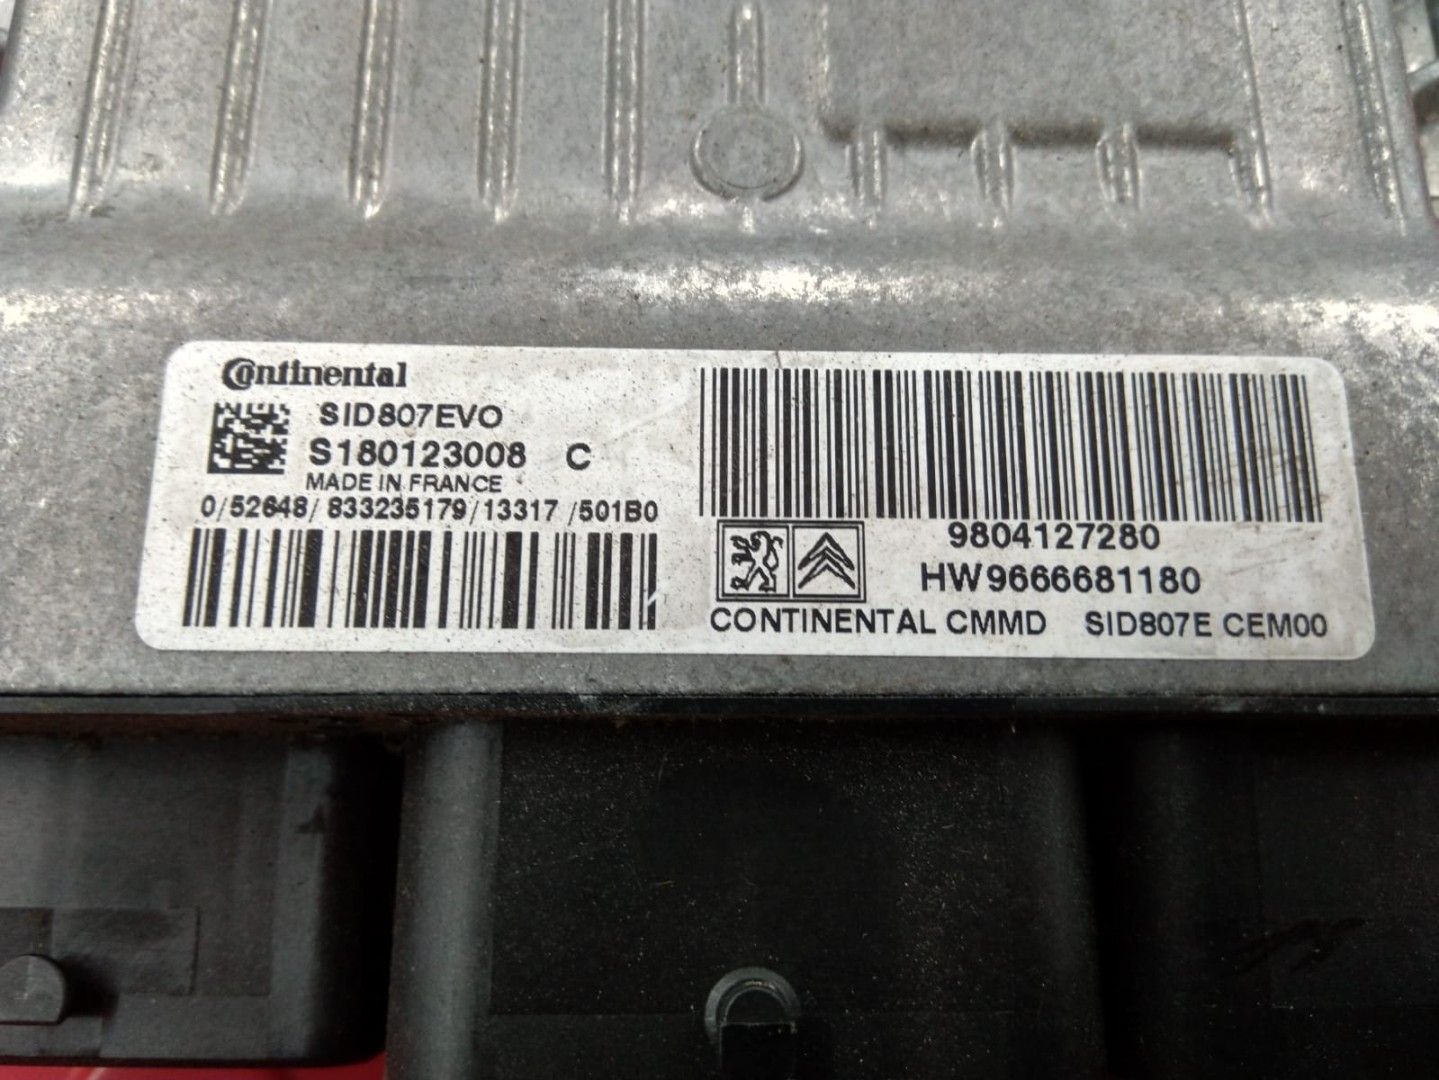 Continental
SID807EVO
S180123008 C
MADE IN FRANCE
0/52648/833235179/13317/501B0
9804127280
HW9666681180
CONTINENTAL CMMD SID807E CEM00